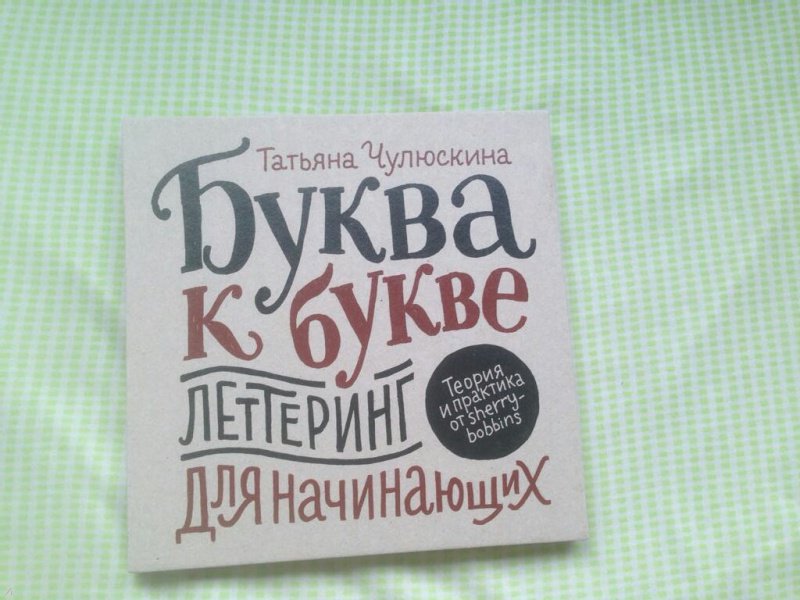 Татьяна Чулюскина
Буква
к букве
Леттеринг
для начинающих
Теория
и практика
от sherry-
bobbins